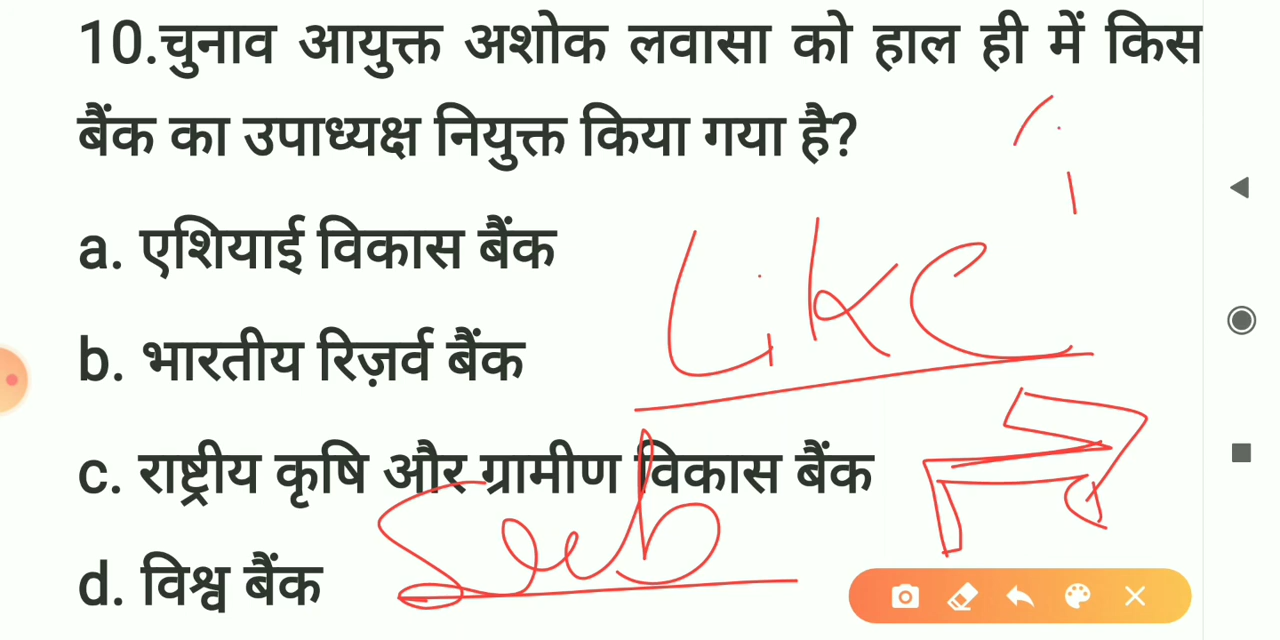 10.चुनाव आयुक्त अशोक लवासा को हाल ही में किस
बैंक का उपाध्यक्ष नियुक्त किया गया है?
a. एशियाई विकास बैंक
Like
b. भारतीय रिज़र्व बैंक
c. राष्ट्रीय कृषि और ग्रामीण विकास बैंक
Sub
d. विश्व बैंक